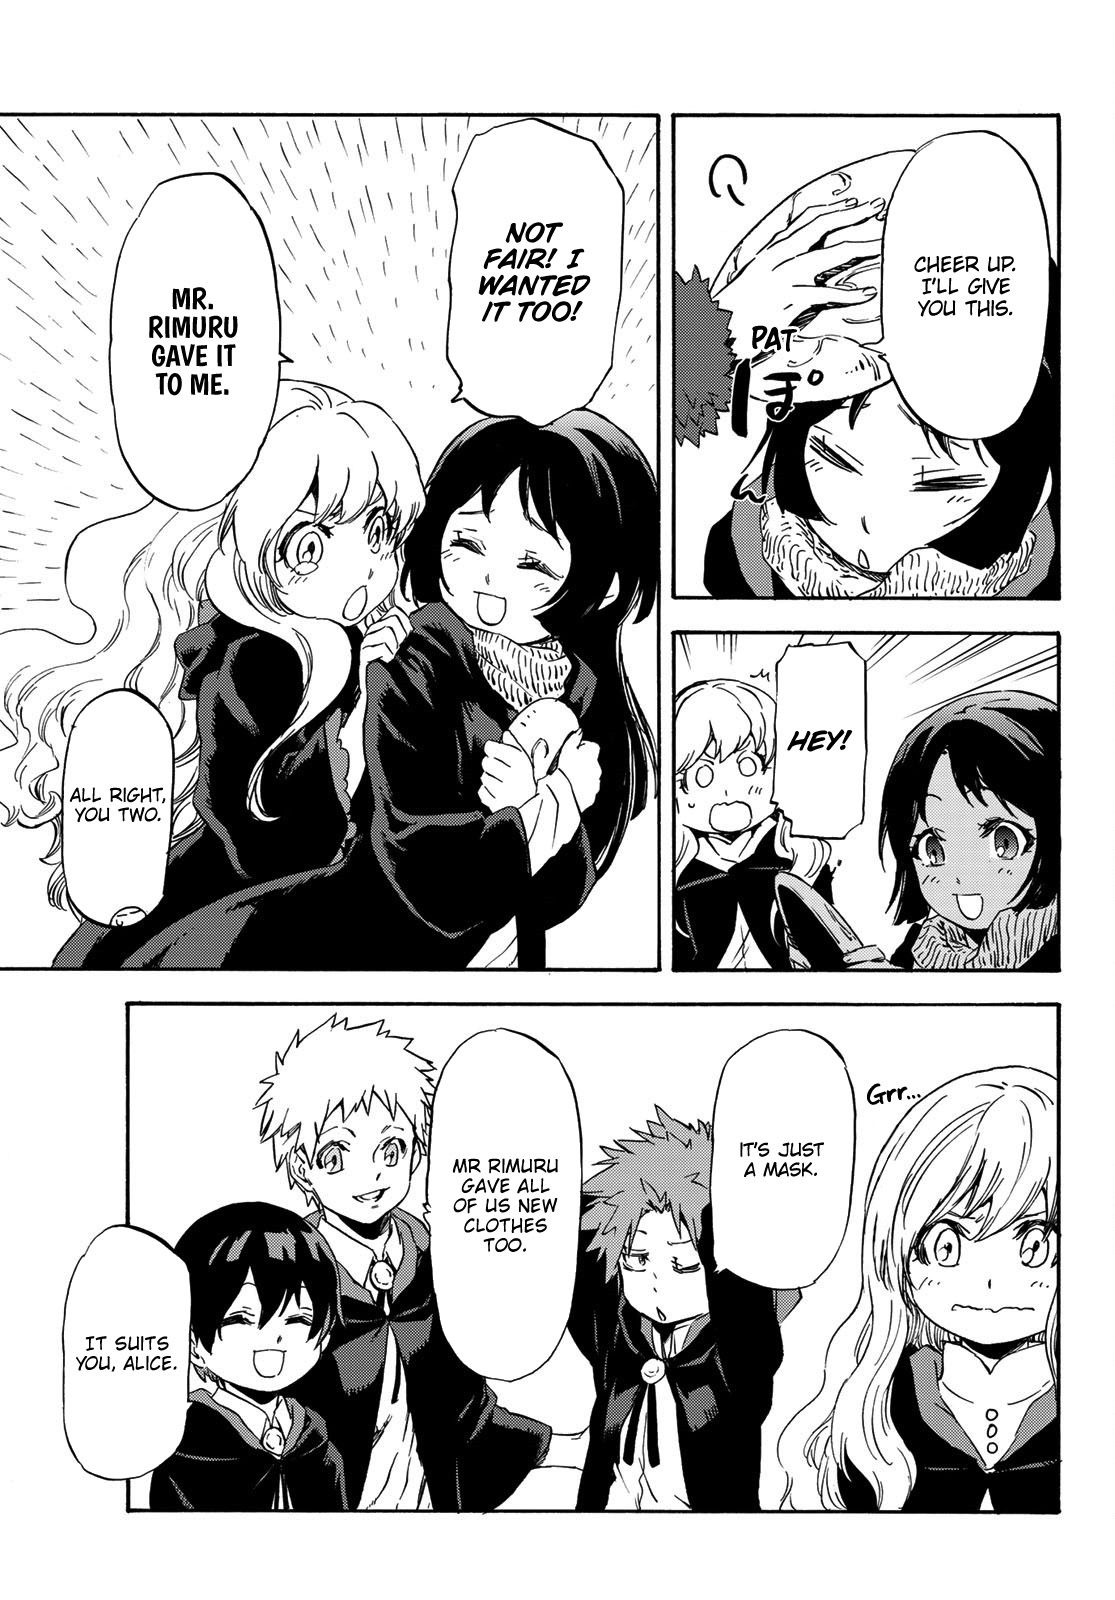 CHEER UP.
I'LL GIVE
YOU THIS.
PAT
ぽん
HEY!
NOT
FAIR! I
WANTED
IT TOO!
MR.
RIMURU
GAVE IT
TO ME.
ALL RIGHT,
YOU TWO.
Grr...
IT'S JUST
A MASK.
MR RIMURU
GAVE ALL
OF US NEW
CLOTHES
TOO.
IT SUITS
YOU, ALICE.